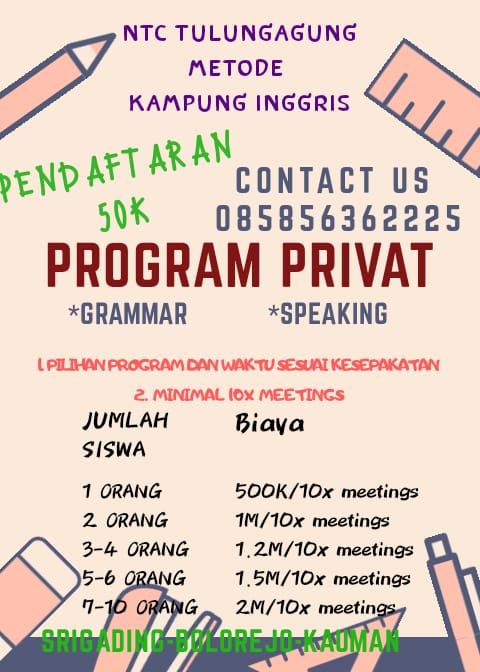 NTC TULUNGAGUNG
METODE
KAMPUNG INGGRIS
PENDAFTARAN
50K
CONTACT US
085856362225
PROGRAM PRIVAT
*GRAMMAR *SPEAKING
1. PILIHAN PROGRAM DAN WAKTU SESUAI KESEPAKATAN
2. MINIMAL 10X MEETINGS
JUMLAH SISWA Biaya
1 ORANG 500K/10x meetings
2 ORANG 1M/10x meetings
3-4 ORANG 1.2M/10x meetings
5-6 ORANG 1.5M/10x meetings
7-10 ORANG 2M/10x meetings
SRIGADING-BOLOREJO-KAUMAN